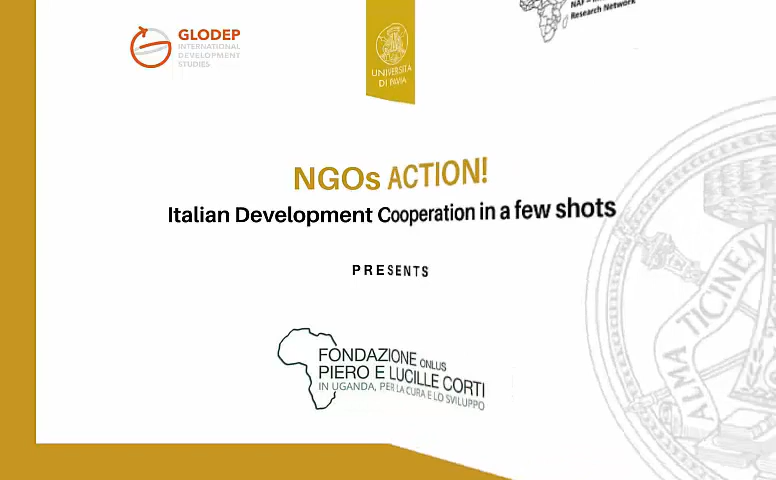 GLODEP
INTERNATIONAL
DEVELOPMENT
STUDIES
UNIVERSITÀ
DI PAVIA
Research Network
NGOs ACTION!
Italian Development Cooperation in a few shots
PRESENTS
FONDAZIONE ONLUS
PIERO E LUCILLE CORTI
IN UGANDA, PER LA CURA E LO SVILUPPO
ALMA TICINEN